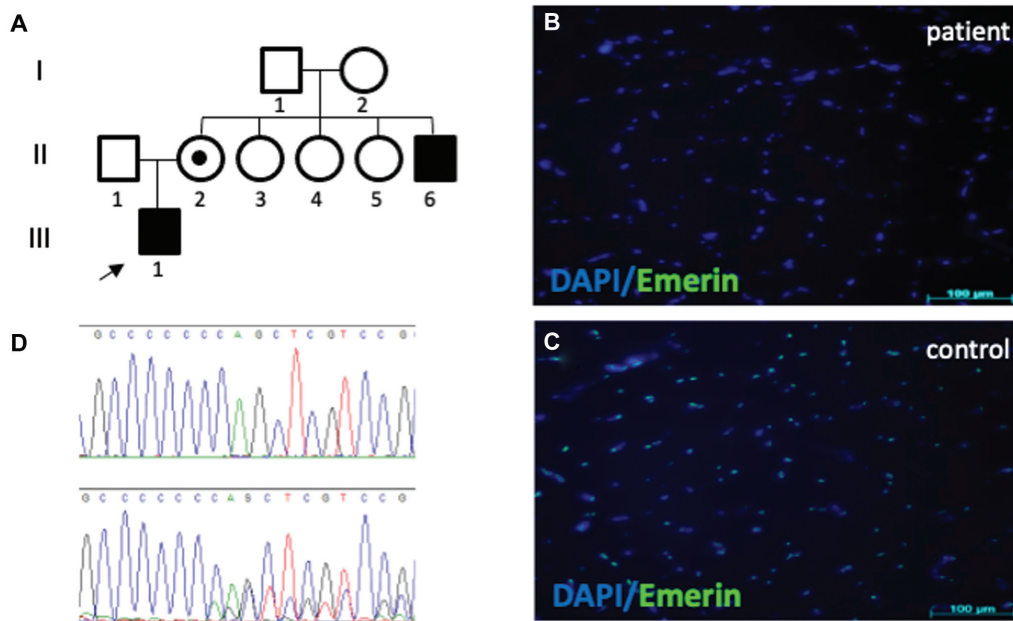 A
I
1
2
II
1
2
3
4
5
6
III
1
B
patient
DAPI/Emerin
100 µm
C
control
DAPI/Emerin
100 µm
D
G C C C C C C C A G C T C G T C C G
G C C C C C C C A S C T C G T C C G